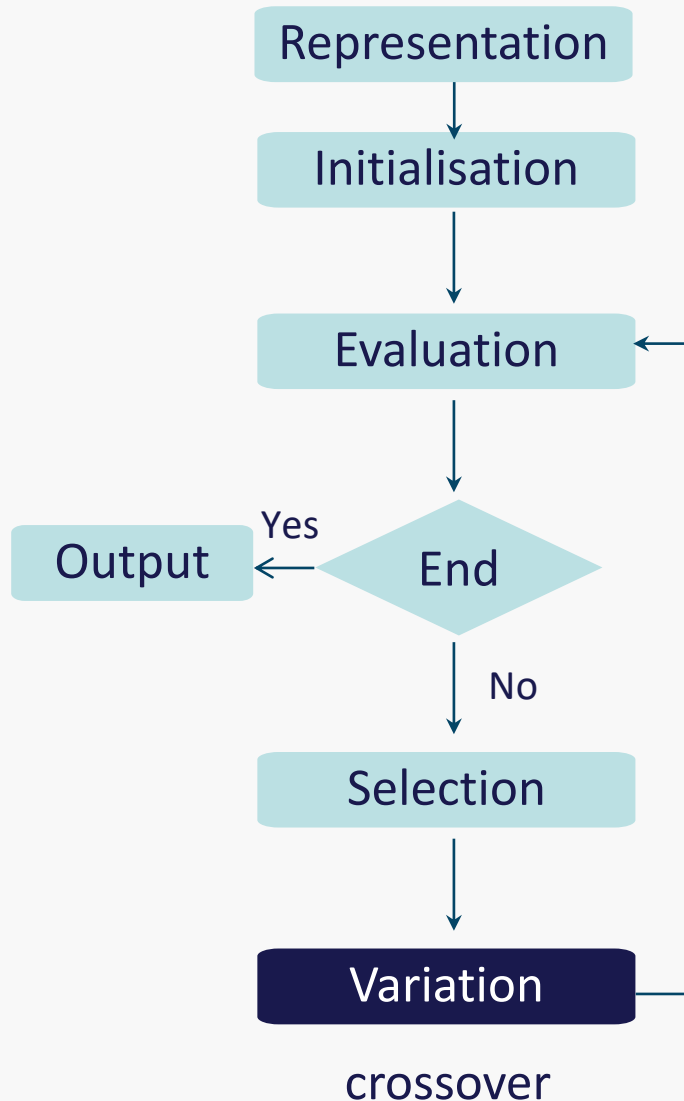 Representation
Initialisation
Evaluation
Yes
Output
End
No
Selection
Variation
crossover